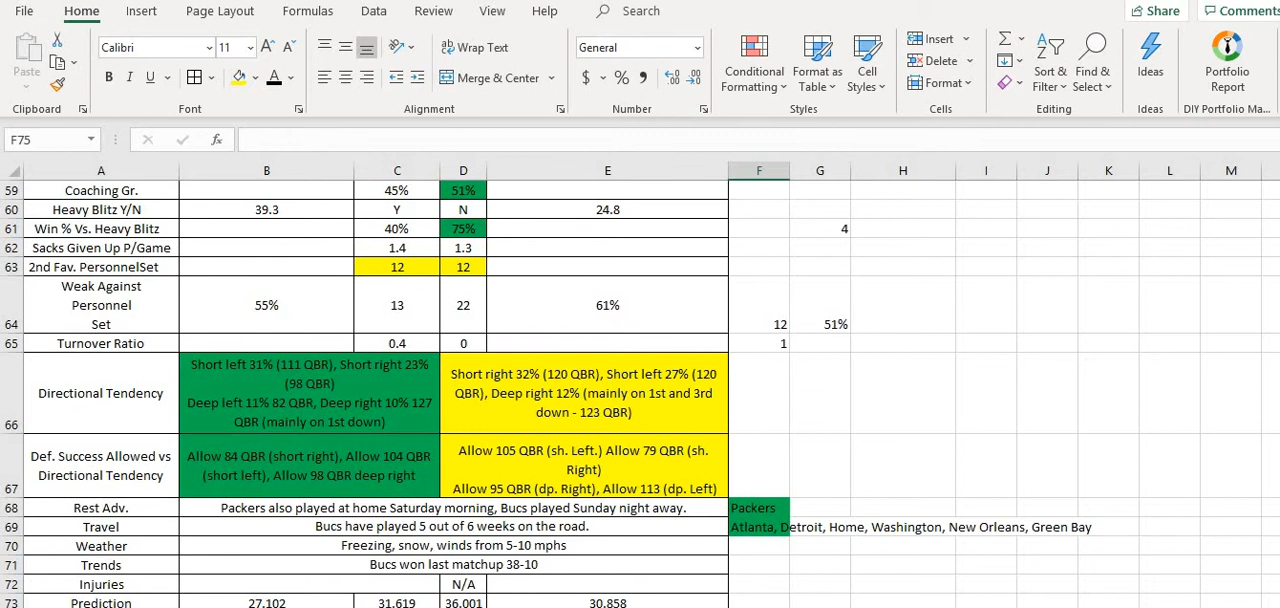 File Home Insert Page Layout Formulas Data Review View Help Search Share Comments
Calibri 11 A A ab Wrap Text General Insert
Paste B I U A Merge & Center $ % 9 Conditional Formatting Format as Table Cell Styles Delete Format Sort & Filter Find & Select Ideas Portfolio Report
Clipboard Font Alignment Number Styles Cells Editing Ideas DIY Portfolio Ma...
F75 fx
A B C D E F G H I J K L M
59 Coaching Gr. 45% 51%
60 Heavy Blitz Y/N 39.3 Y N 24.8
61 Win % Vs. Heavy Blitz 40% 75% 4
62 Sacks Given Up P/Game 1.4 1.3
63 2nd Fav. PersonnelSet 12 12
Weak Against
Personnel 55% 13 22 61%
64 Set 12 51%
65 Turnover Ratio 0.4 0 1
Short left 31% (111 QBR), Short right 23%
(98 QBR)
Deep left 11% 82 QBR, Deep right 10% 127
QBR (mainly on 1st down)
Short right 32% (120 QBR), Short left 27% (120
QBR), Deep right 12% (mainly on 1st and 3rd
down - 123 QBR)
66 Directional Tendency
Def. Success Allowed vs
Directional Tendency
Allow 84 QBR (short right), Allow 104 QBR
(short left), Allow 98 QBR deep right
Allow 105 QBR (sh. Left.) Allow 79 QBR (sh.
Right)
67 Allow 95 QBR (dp. Right), Allow 113 (dp. Left)
68 Rest Adv. Packers also played at home Saturday morning, Bucs played Sunday night away. Packers
69 Travel Bucs have played 5 out of 6 weeks on the road. Atlanta, Detroit, Home, Washington, New Orleans, Green Bay
70 Weather Freezing, snow, winds from 5-10 mphs
71 Trends Bucs won last matchup 38-10
72 Injuries N/A
73 Prediction 27.102 31.619 36.001 30.858